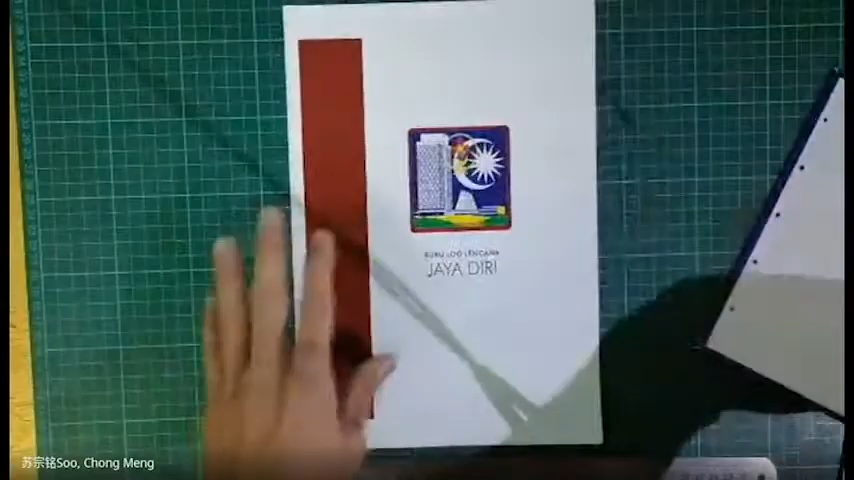 BUKU LOG LENCANA
JAYA DIRI
苏宗铭Soo, Chong Meng